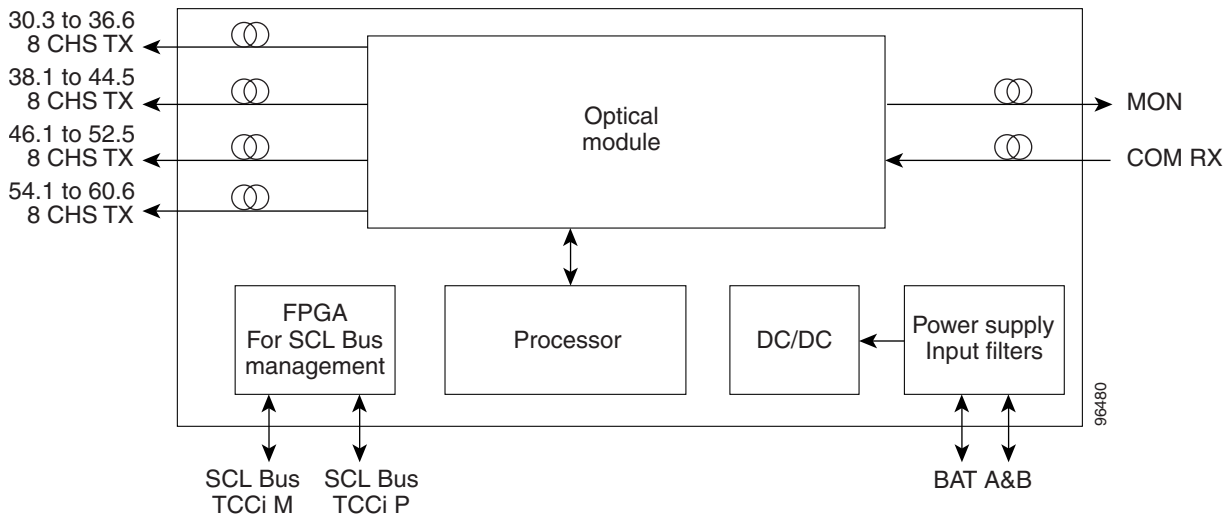 30.3 to 36.6
8 CHS TX
38.1 to 44.5
8 CHS TX
46.1 to 52.5
8 CHS TX
54.1 to 60.6
8 CHS TX
Optical
module
MON
COM RX
FPGA
For SCL Bus
management
Processor
DC/DC
Power supply
Input filters
96480
SCL Bus
TCCi M
SCL Bus
TCCi P
BAT A&B